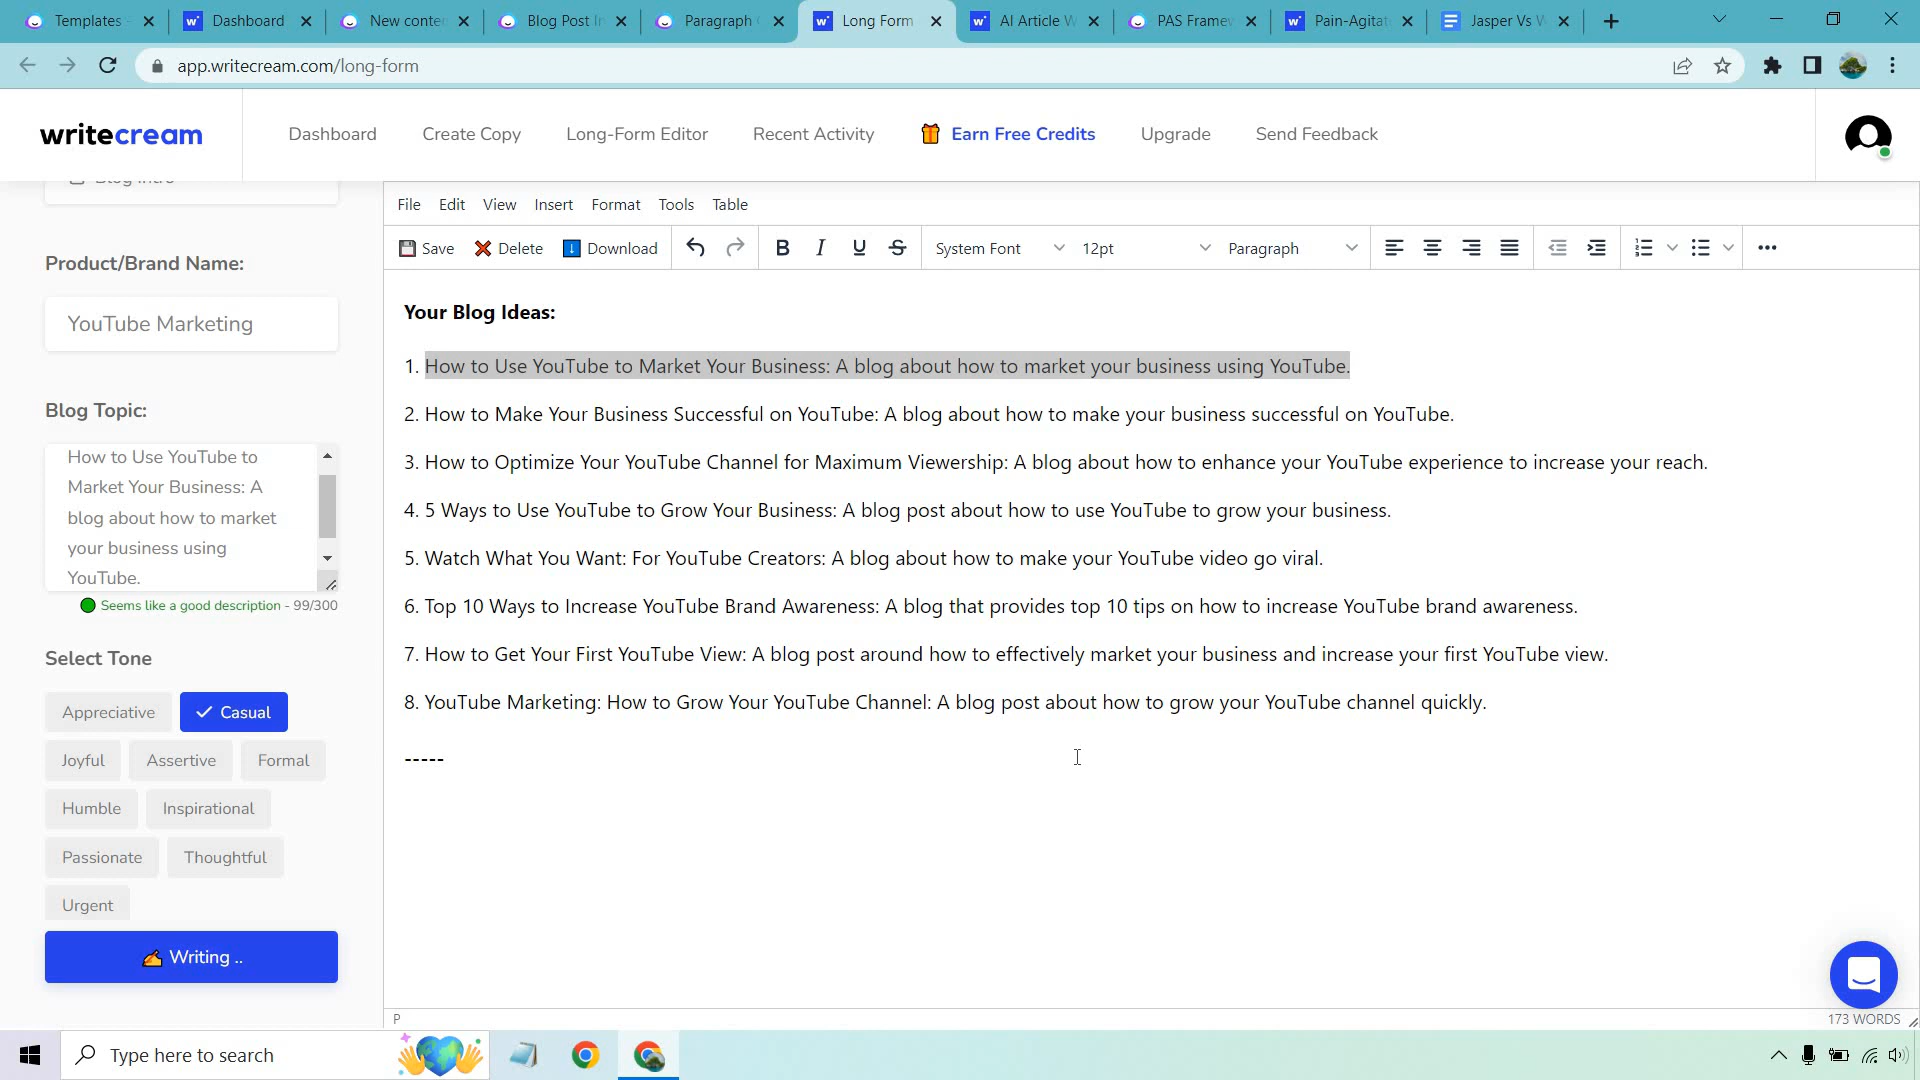 Templates
Dashboard
New conten
Blog Post In
Paragraph
Long Form
AI Article W
PAS Framew
Pain-Agitat
Jasper Vs W
app.writecream.com/long-form
writecream
Dashboard
Create Copy
Long-Form Editor
Recent Activity
Earn Free Credits
Upgrade
Send Feedback
Blog Intro
Product/Brand Name:
YouTube Marketing
Blog Topic:
How to Use YouTube to
Market Your Business: A
blog about how to market
your business using
YouTube.
Seems like a good description - 99/300
Select Tone
Appreciative
Casual
Joyful
Assertive
Formal
Humble
Inspirational
Passionate
Thoughtful
Urgent
Writing ..
File Edit View Insert Format Tools Table
Save Delete Download B I U S System Font 12pt Paragraph
Your Blog Ideas:
1. How to Use YouTube to Market Your Business: A blog about how to market your business using YouTube.
2. How to Make Your Business Successful on YouTube: A blog about how to make your business successful on YouTube.
3. How to Optimize Your YouTube Channel for Maximum Viewership: A blog about how to enhance your YouTube experience to increase your reach.
4. 5 Ways to Use YouTube to Grow Your Business: A blog post about how to use YouTube to grow your business.
5. Watch What You Want: For YouTube Creators: A blog about how to make your YouTube video go viral.
6. Top 10 Ways to Increase YouTube Brand Awareness: A blog that provides top 10 tips on how to increase YouTube brand awareness.
7. How to Get Your First YouTube View: A blog post around how to effectively market your business and increase your first YouTube view.
8. YouTube Marketing: How to Grow Your YouTube Channel: A blog post about how to grow your YouTube channel quickly.
-----
P
173 WORDS
Type here to search